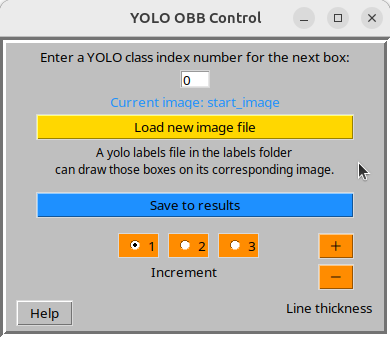 YOLO OBB Control
Enter a YOLO class index number for the next box:
0
Current image: start_image
Load new image file
A yolo labels file in the labels folder
can draw those boxes on its corresponding image.
Save to results
1 2 3 +
Increment −
Help Line thickness